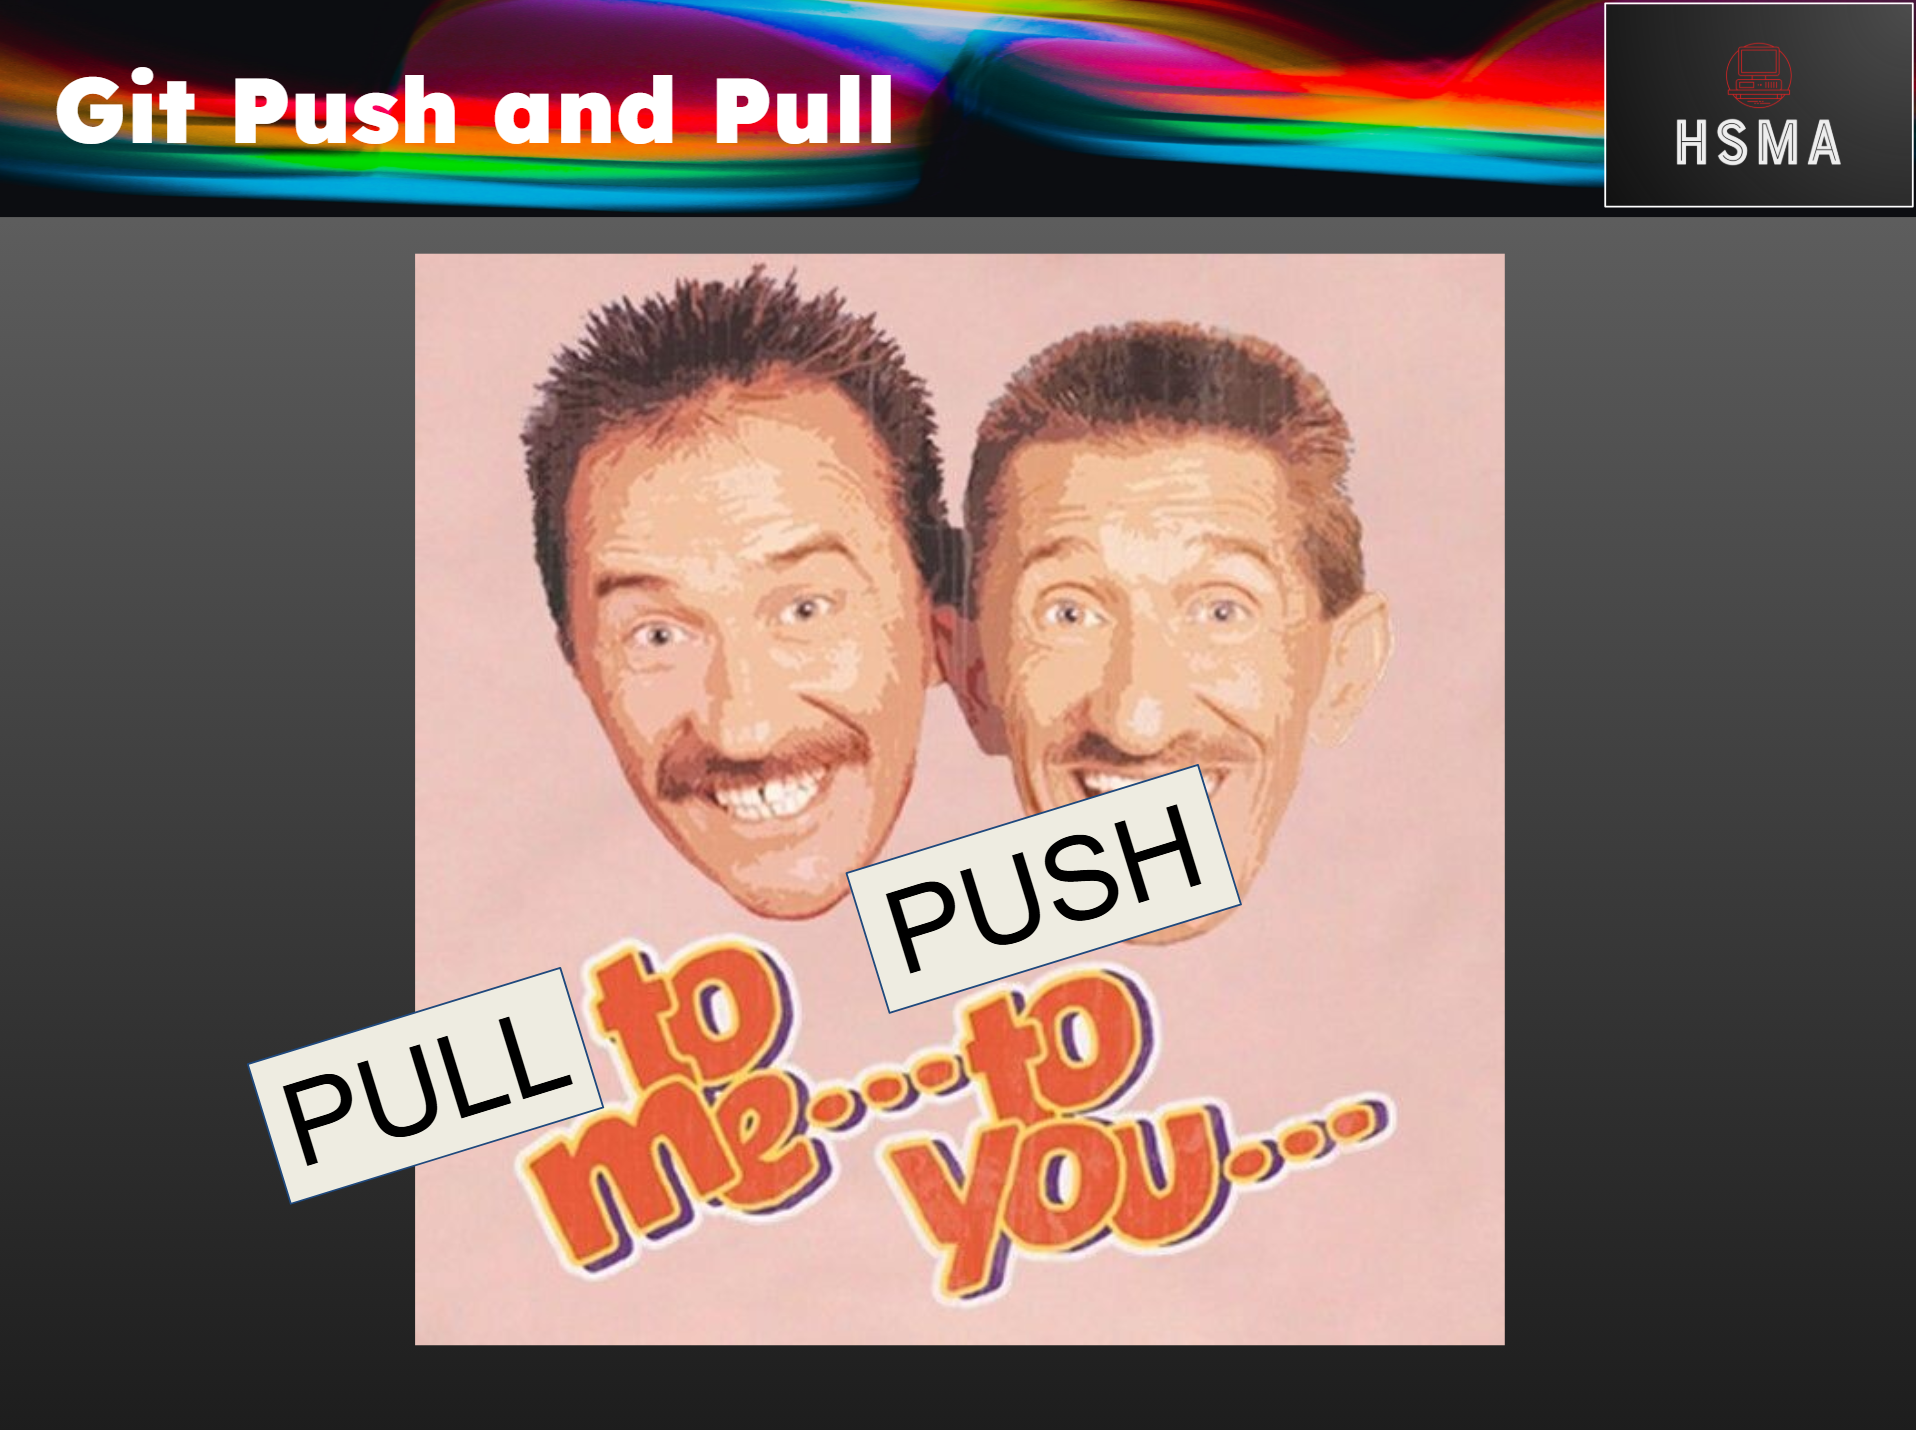 Git Push and Pull
HSMA
PUSH
PULL
to
me...to
you...